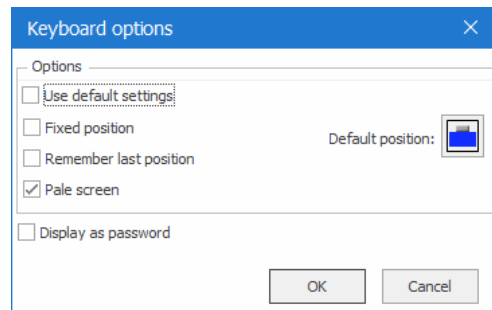 Keyboard options
Options
Use default settings
Fixed position
Default position:
Remember last position
Pale screen
Display as password
OK
Cancel